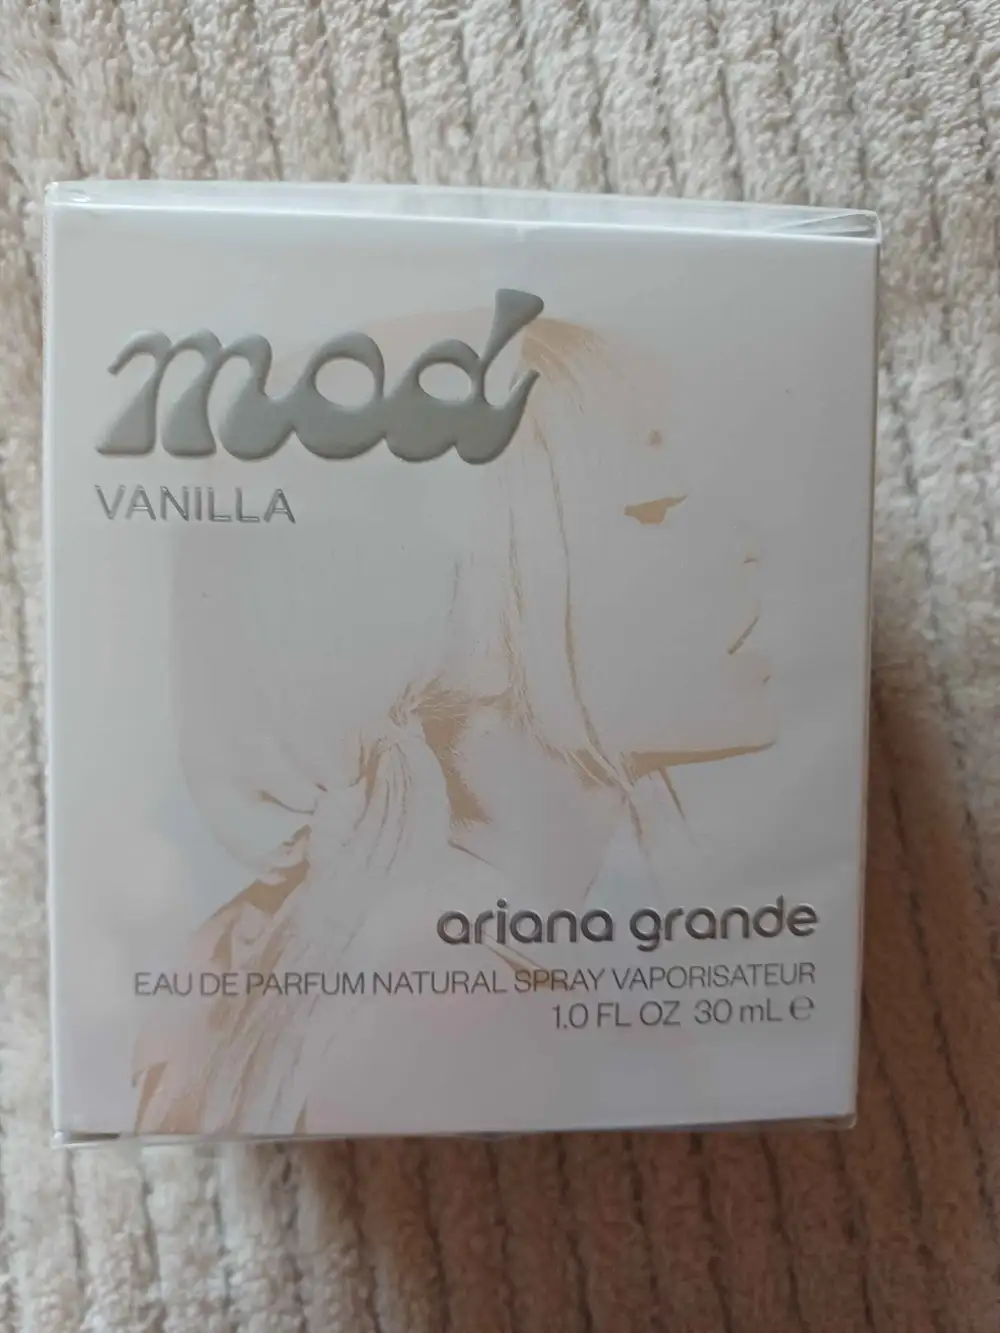 mod
VANILLA
ariana grande
EAU DE PARFUM NATURAL SPRAY VAPORISATEUR
1.0 FL OZ 30 mL ℮